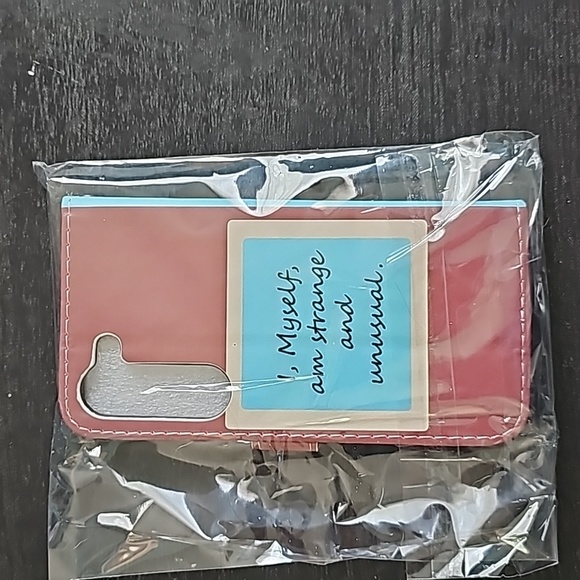 I, Myself,
am strange
and
unusual.